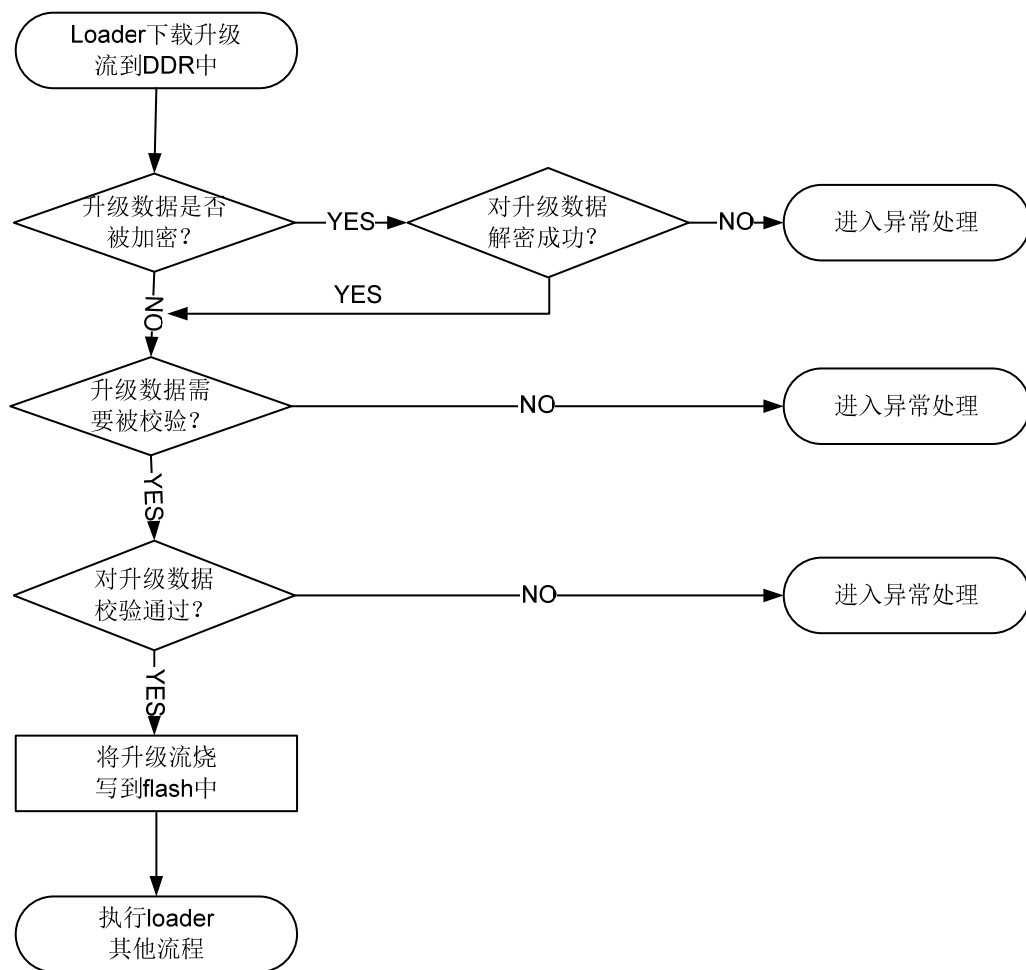 Loader下载升级
流到DDR中
升级数据是否
被加密？
YES
对升级数据
解密成功？
NO
进入异常处理
YES
NO
升级数据需
要被校验？
NO
进入异常处理
YES
对升级数据
校验通过？
NO
进入异常处理
YES
将升级流烧
写到flash中
执行loader
其他流程